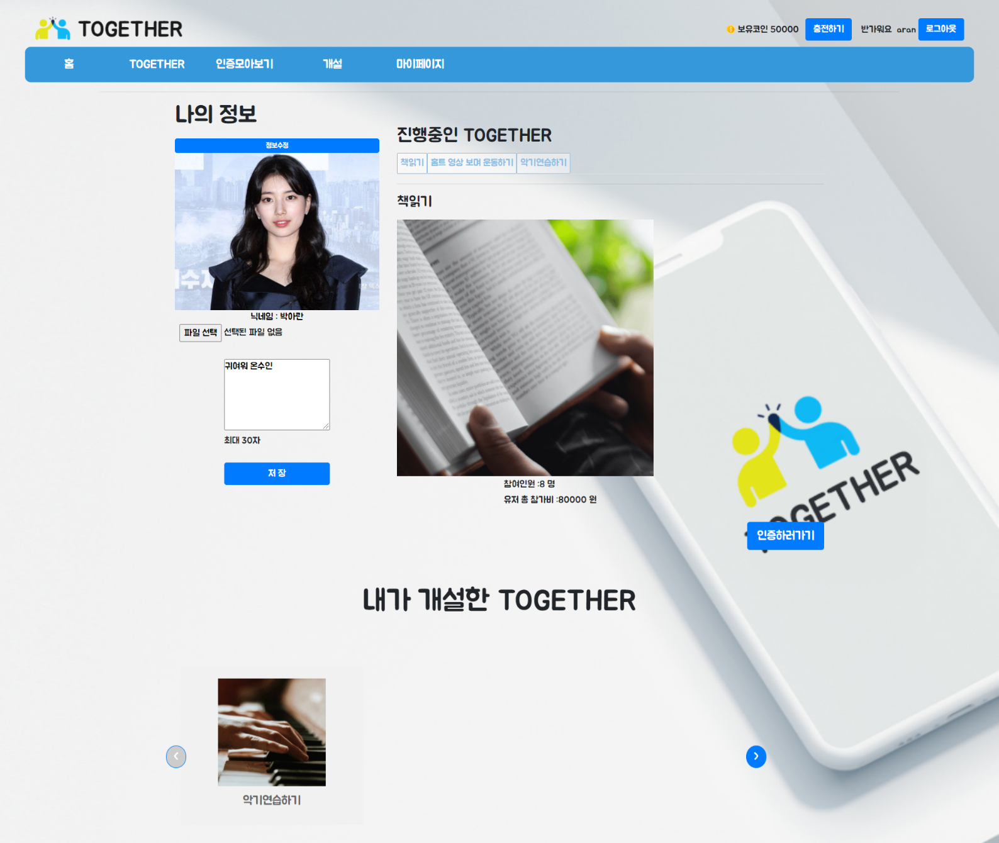 TOGETHER
보유코인 50000 충전하기 반가워요 aran 로그아웃
홈 TOGETHER 인증모아보기 개설 마이페이지
나의 정보
정보수정
닉네임 : 박아란
파일 선택 선택된 파일 없음
귀여워 온수인
최대 30자
저 장
진행중인 TOGETHER
책읽기 홈트 영상 보며 운동하기 악기연습하기
책읽기
참여인원 :8 명
유저 총 참가비 :80000 원
TOGETHER
인증하러가기
내가 개설한 TOGETHER
악기연습하기